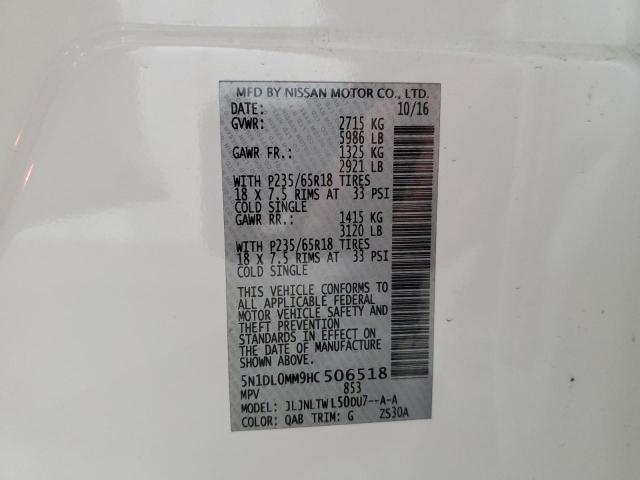 MFD BY NISSAN MOTOR CO., LTD.
DATE: 10/16
GVWR: 2715 KG
5986 LB
GAWR FR.: 1325 KG
2921 LB
WITH P235/65R18 TIRES
18 X 7.5 RIMS AT 33 PSI
COLD SINGLE
GAWR RR.: 1415 KG
3120 LB
WITH P235/65R18 TIRES
18 X 7.5 RIMS AT 33 PSI
COLD SINGLE
THIS VEHICLE CONFORMS TO
ALL APPLICABLE FEDERAL
MOTOR VEHICLE SAFETY AND
THEFT PREVENTION
STANDARDS IN EFFECT ON
THE DATE OF MANUFACTURE
ABOVE.
5N1DL0MM9HC506518
MPV 853
MODEL: JLJNLTWL50DU7--A-A
COLOR: QAB TRIM: G ZS30A